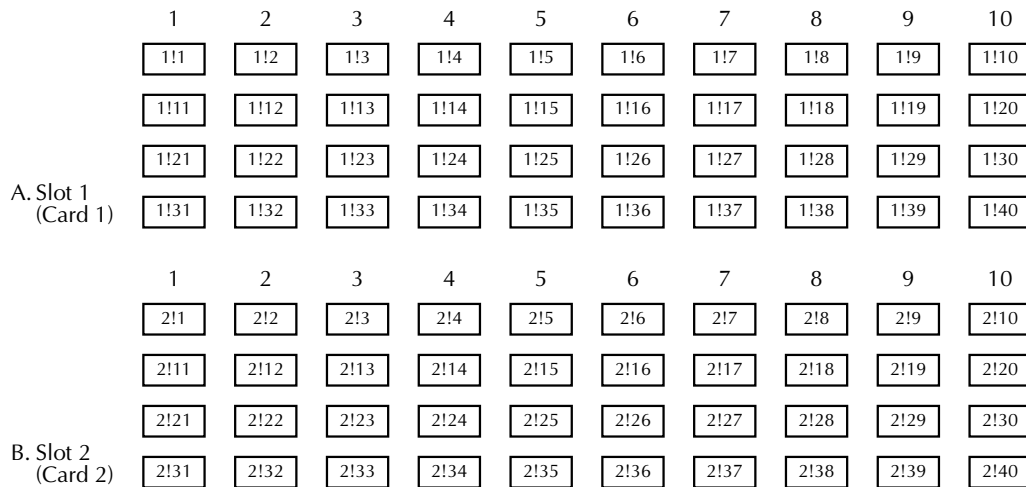 1 2 3 4 5 6 7 8 9 10
1!1 1!2 1!3 1!4 1!5 1!6 1!7 1!8 1!9 1!10
1!11 1!12 1!13 1!14 1!15 1!16 1!17 1!18 1!19 1!20
1!21 1!22 1!23 1!24 1!25 1!26 1!27 1!28 1!29 1!30
A. Slot 1
(Card 1)
1!31 1!32 1!33 1!34 1!35 1!36 1!37 1!38 1!39 1!40
1 2 3 4 5 6 7 8 9 10
2!1 2!2 2!3 2!4 2!5 2!6 2!7 2!8 2!9 2!10
2!11 2!12 2!13 2!14 2!15 2!16 2!17 2!18 2!19 2!20
2!21 2!22 2!23 2!24 2!25 2!26 2!27 2!28 2!29 2!30
B. Slot 2
(Card 2)
2!31 2!32 2!33 2!34 2!35 2!36 2!37 2!38 2!39 2!40